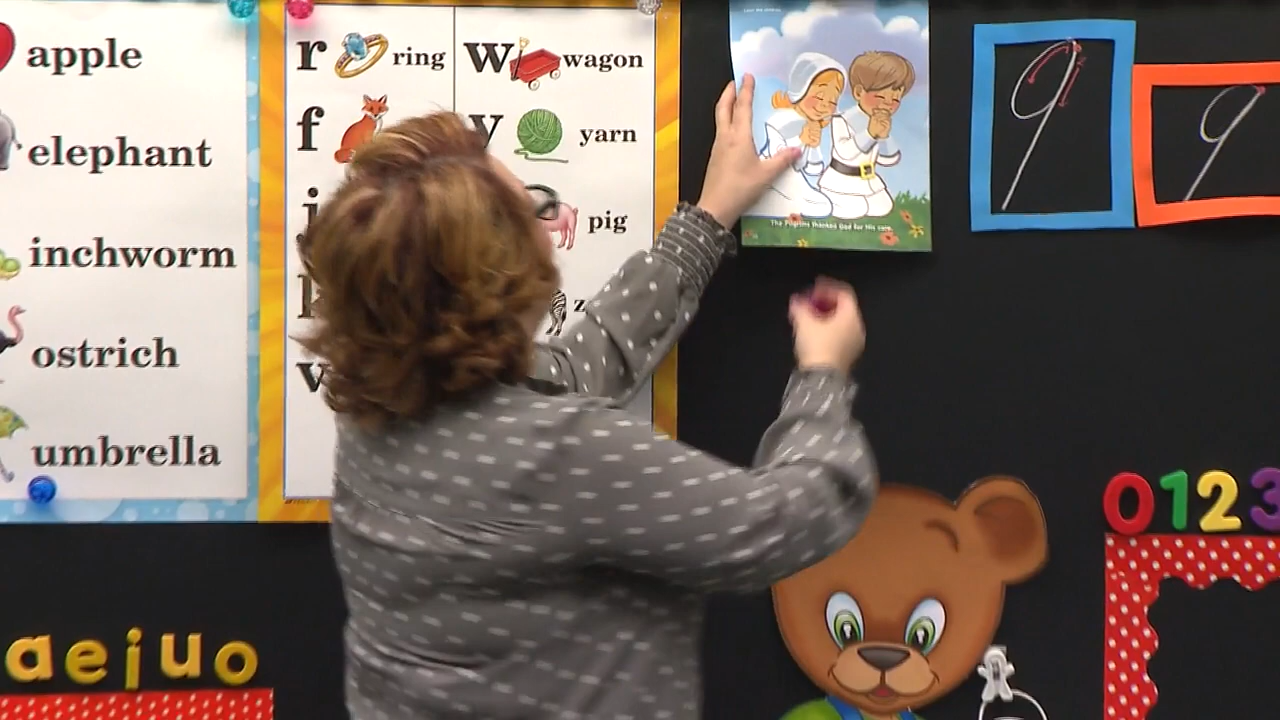 apple
elephant
inchworm
ostrich
umbrella
r ring
f
i
k
v
w wagon
y yarn
pig
z
The Pilgrims thanked God for His care.
9
9
0123
aeiuo